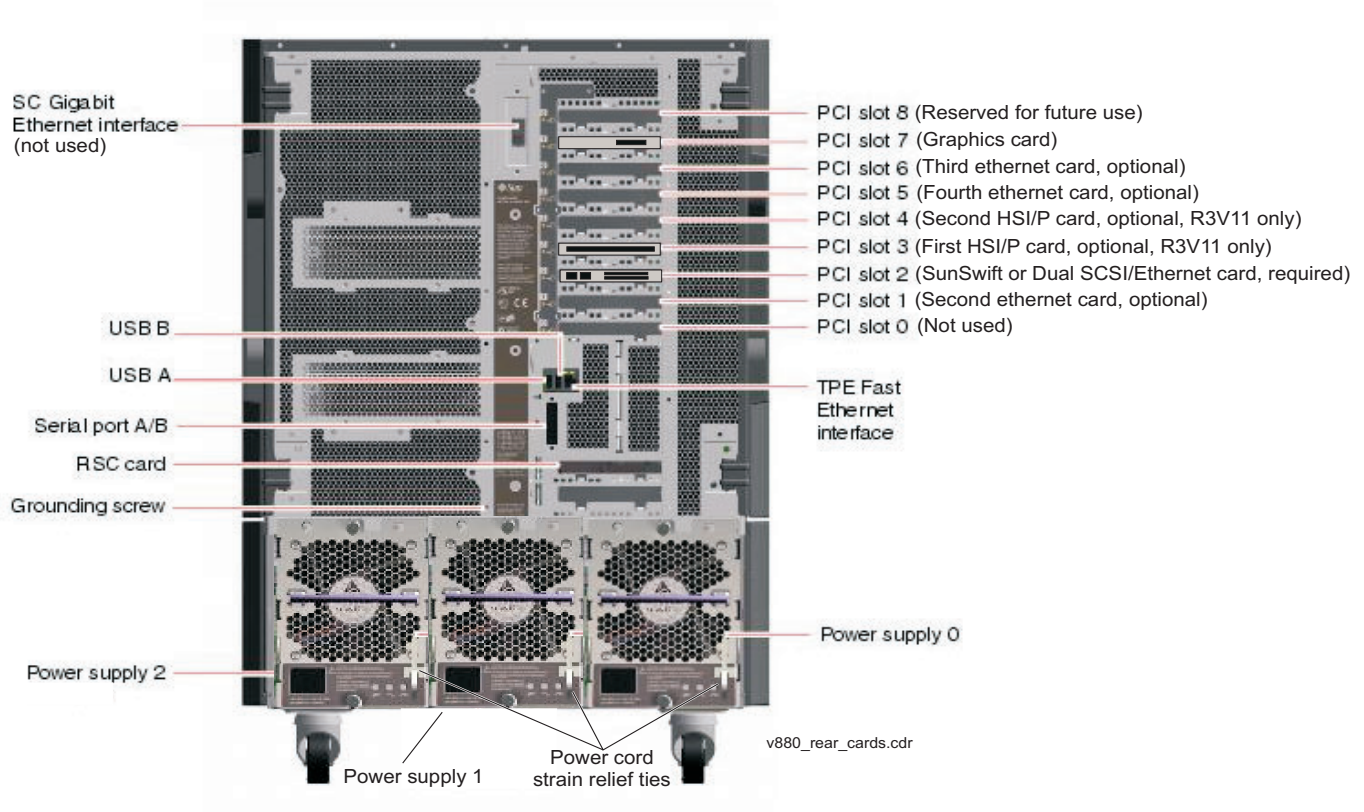 SC Gigabit
Ethernet interface
(not used)
PCI slot 8 (Reserved for future use)
PCI slot 7 (Graphics card)
PCI slot 6 (Third ethernet card, optional)
PCI slot 5 (Fourth ethernet card, optional)
PCI slot 4 (Second HSI/P card, optional, R3V11 only)
PCI slot 3 (First HSI/P card, optional, R3V11 only)
PCI slot 2 (SunSwift or Dual SCSI/Ethernet card, required)
PCI slot 1 (Second ethernet card, optional)
PCI slot 0 (Not used)
USB B
USB A
Serial port A/B
RSC card
Grounding screw
TPE Fast
Ethernet
interface
Power supply 0
Power supply 2
Power supply 1
Power cord
strain relief ties
v880_rear_cards.cdr
Sun
CE